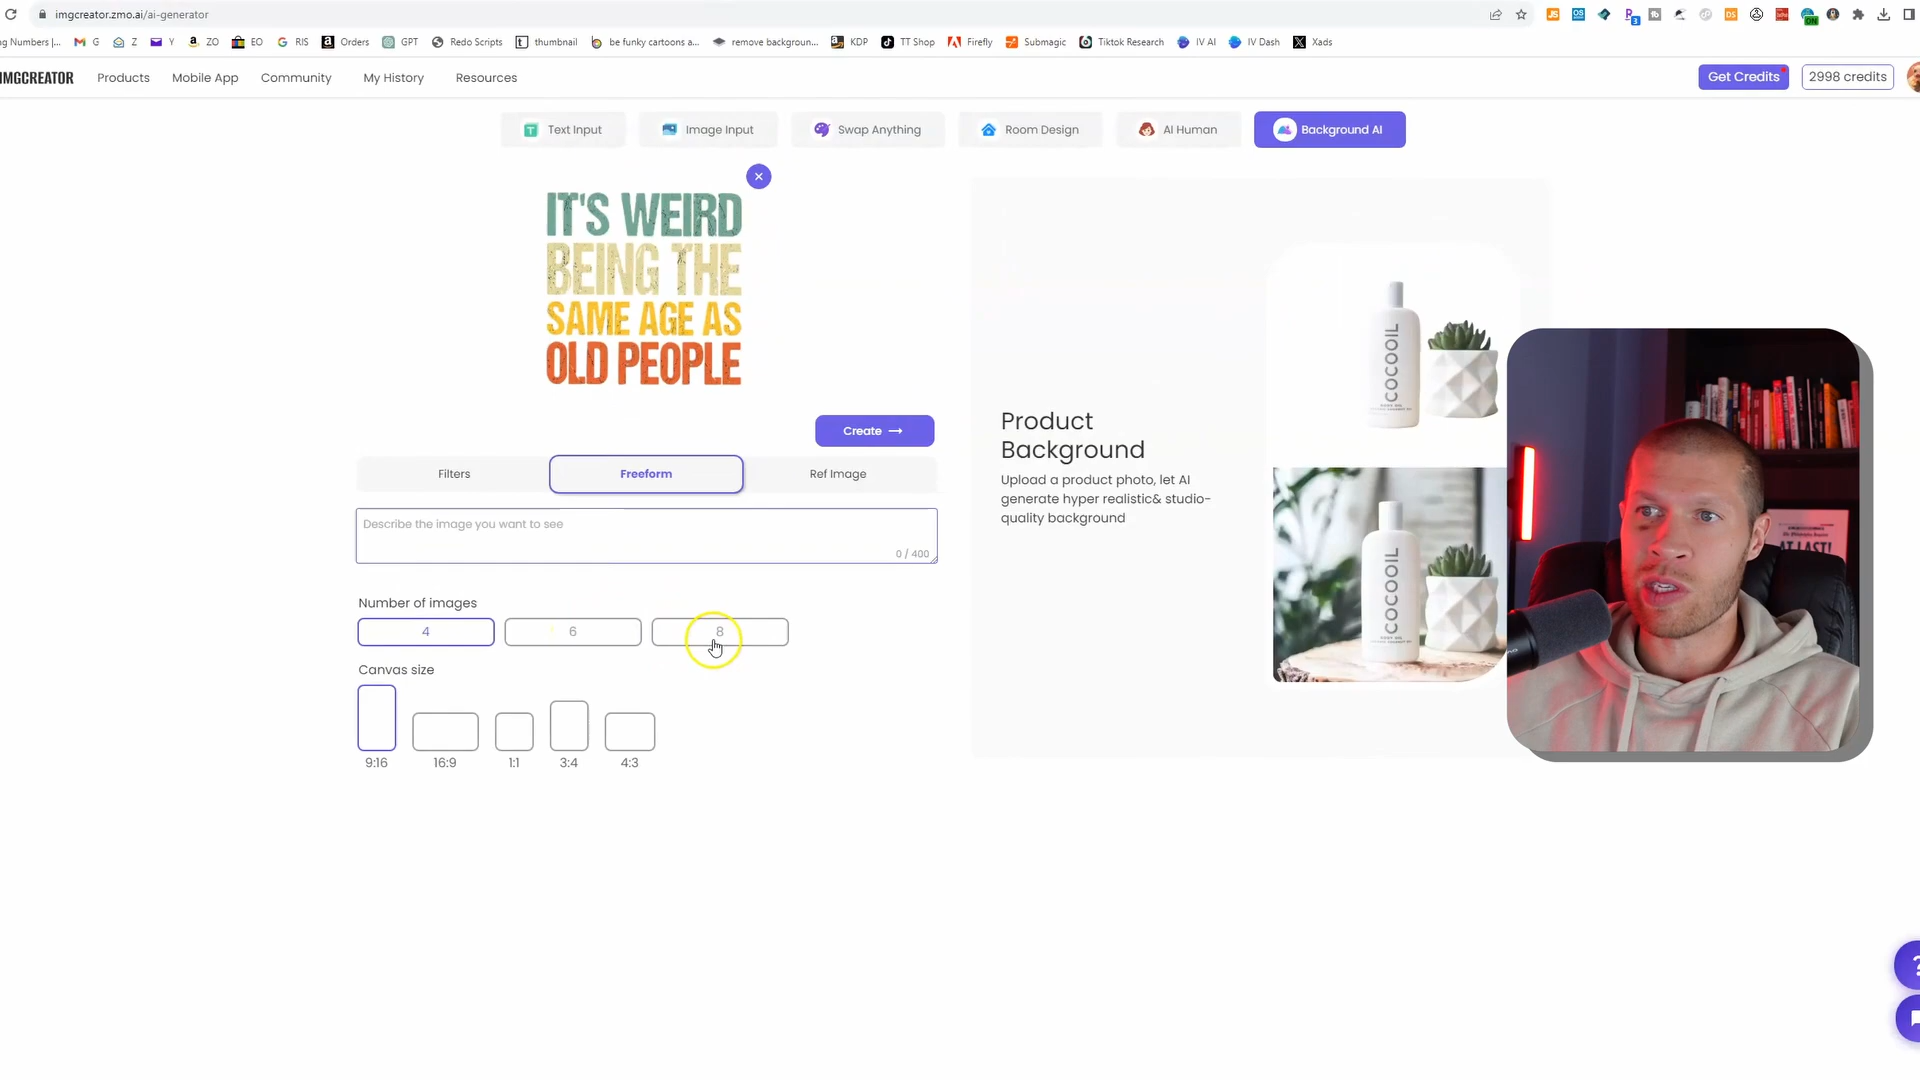 imgcreator.zmo.ai/ai-generator
ng Numbers |... G Z Y ZO EO RIS Orders GPT Redo Scripts thumbnail be funky cartoons a... remove backgroun... KDP TT Shop Firefly Submagic Tiktok Research IV AI IV Dash Xads
IMGCREATOR Products Mobile App Community My History Resources Get Credits 2998 credits
Text Input Image Input Swap Anything Room Design AI Human Background AI
IT'S WEIRD
BEING THE
SAME AGE AS
OLD PEOPLE
Create →
Filters Freeform Ref Image
Describe the image you want to see
0 / 400
Number of images
4 6 8
Canvas size
9:16 16:9 1:1 3:4 4:3
Product
Background
Upload a product photo, let AI
generate hyper realistic& studio-
quality background
COCOOIL
COCOOIL
AT LAST!